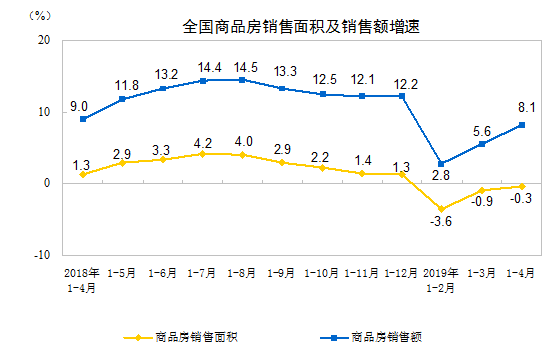 全国商品房销售面积及销售额增速
（%）
20
10
0
-10
9.0 11.8 13.2 14.4 14.5 13.3 12.5 12.1 12.2 2.8 5.6 8.1
1.3 2.9 3.3 4.2 4.0 2.9 2.2 1.4 1.3 -3.6 -0.9 -0.3
2018年 1-5月 1-6月 1-7月 1-8月 1-9月 1-10月 1-11月 1-12月 2019年 1-3月 1-4月
1-4月 1-2月
商品房销售面积 商品房销售额